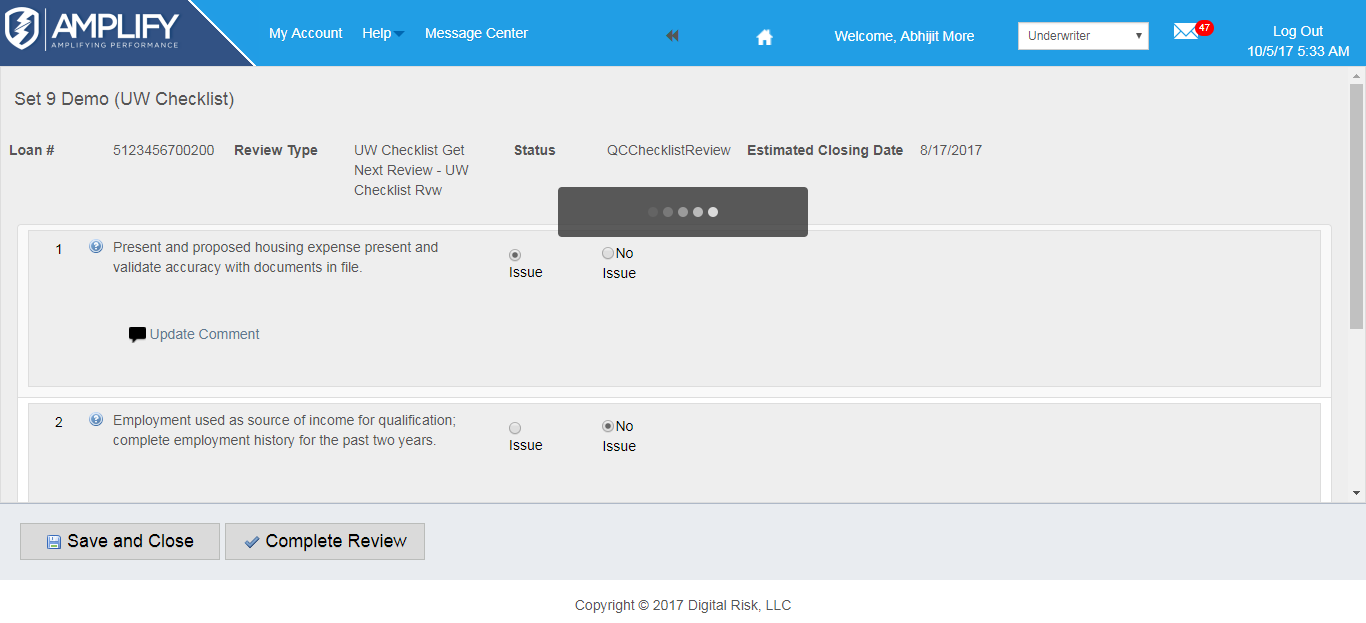 AMPLIFY
AMPLIFYING PERFORMANCE
My Account Help Message Center
Welcome, Abhijit More
Underwriter
47
Log Out
10/5/17 5:33 AM
Set 9 Demo (UW Checklist)
Loan # 5123456700200 Review Type UW Checklist Get Status QCChecklistReview Estimated Closing Date 8/17/2017
Next Review - UW
Checklist Rvw
1 Present and proposed housing expense present and
validate accuracy with documents in file.
Issue
No
Issue
Update Comment
2 Employment used as source of income for qualification;
complete employment history for the past two years.
Issue
No
Issue
Save and Close Complete Review
Copyright © 2017 Digital Risk, LLC